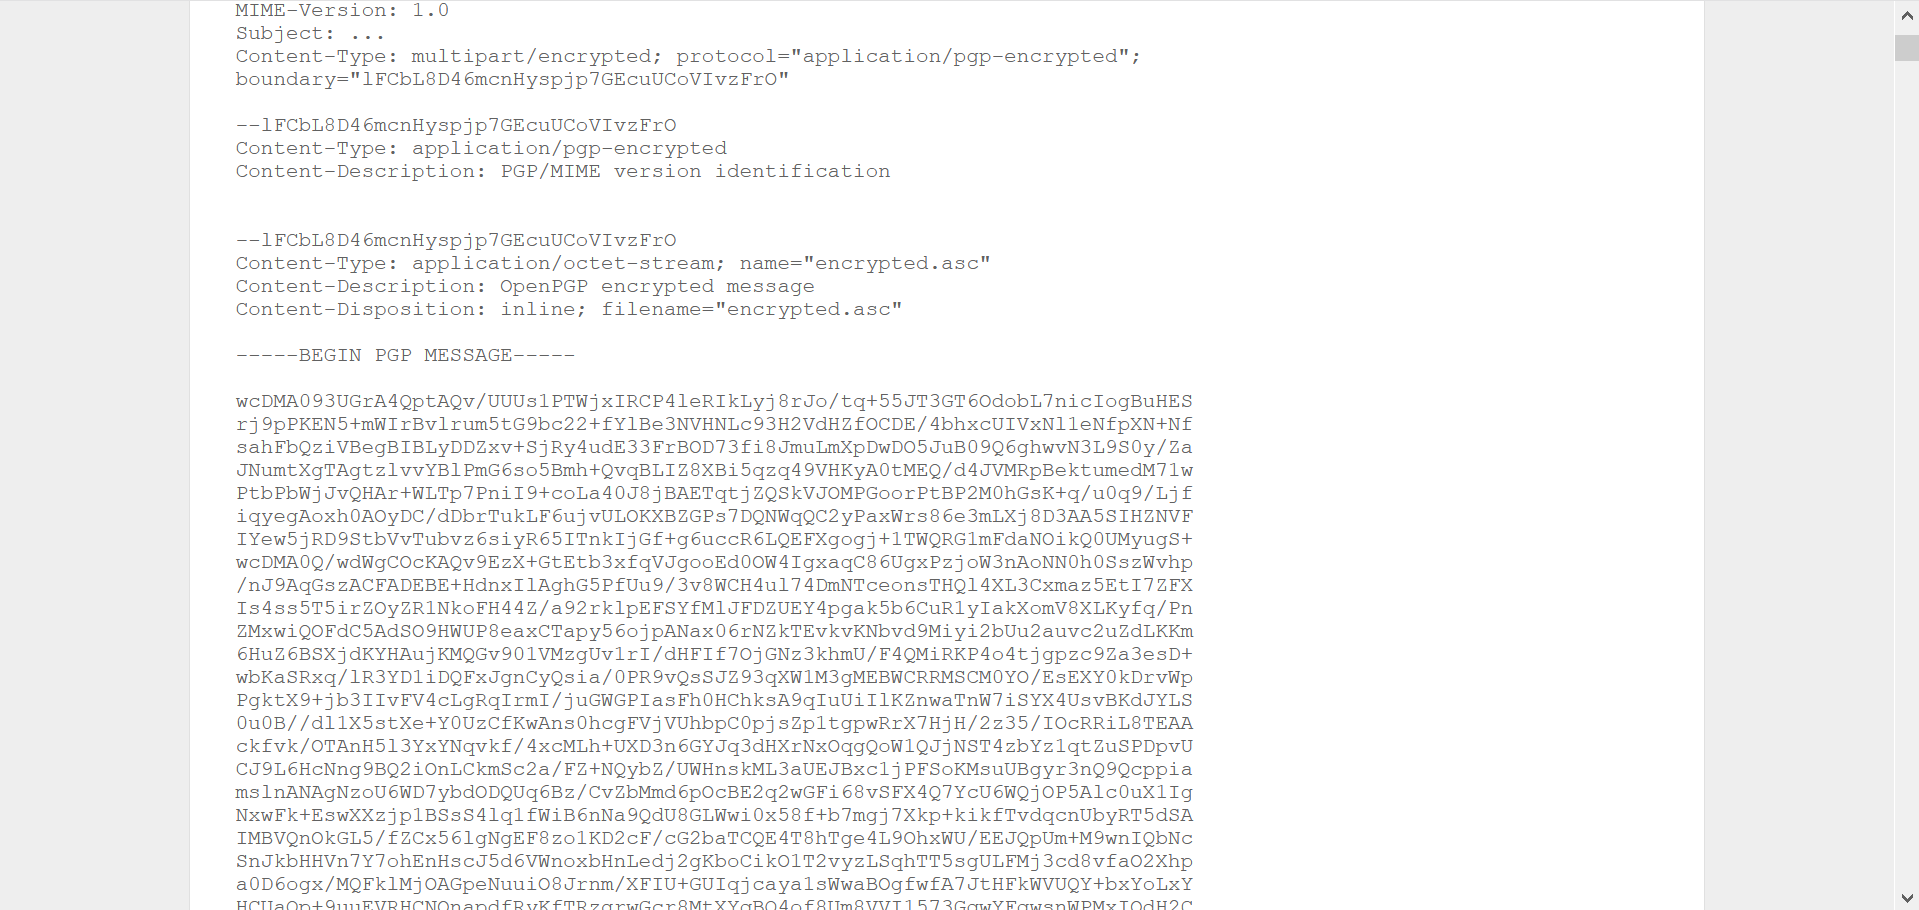 MIME-Version: 1.0
Subject: ...
Content-Type: multipart/encrypted; protocol="application/pgp-encrypted";
boundary="lFCbL8D46mcnHyspjp7GEcuUCoVIvzFrO"

--lFCbL8D46mcnHyspjp7GEcuUCoVIvzFrO
Content-Type: application/pgp-encrypted
Content-Description: PGP/MIME version identification

--lFCbL8D46mcnHyspjp7GEcuUCoVIvzFrO
Content-Type: application/octet-stream; name="encrypted.asc"
Content-Description: OpenPGP encrypted message
Content-Disposition: inline; filename="encrypted.asc"

-----BEGIN PGP MESSAGE-----

wcDMA093UGrA4QptAQv/UUUs1PTWjxIRCP4leRIkLyj8rJo/tq+55JT3GT6OdobL7nicIogBuHES
rj9pPKEN5+mWIrBvlrum5tG9bc22+fYlBe3NVHNLc93H2VdHZfOCDE/4bhxcUIVxNl1eNfpXN+Nf
sahFbQziVBegBIBLyDDZxv+SjRy4udE33FrBOD73fi8JmuLmXpDwDO5JuB09Q6ghwvN3L9S0y/Za
JNumtXgTAgtzlvvYBlPmG6so5Bmh+QvqBLIZ8XBi5qzq49VHKyA0tMEQ/d4JVMRpBektumedM71w
PtbPbWjJvQHAr+WLTp7PniI9+coLa40J8jBAETqtjZQSkVJOMPGoorPtBP2M0hGsK+q/u0q9/Ljf
iqyegAoxh0AOyDC/dDbrTukLF6ujvULOKXBZGPs7DQNWqQC2yPaxWrs86e3mLXj8D3AA5SIHZNVF
IYew5jRD9StbVvTubvz6siyR65ITnkIjGf+g6uccR6LQEFXgogj+1TWQRG1mFdaNOikQ0UMyugS+
wcDMA0Q/wdWgCOcKAQv9EzX+GtEtb3xfqVJgooEd0OW4IgxaqC86UgxPzjoW3nAoNN0h0SszWvhp
/nJ9AqGszACFADEBE+HdnxIlAghG5PfUu9/3v8WCH4ul74DmNTceonsTHQl4XL3Cxmaz5EtI7ZFX
Is4ss5T5irZOyZR1NkoFH44Z/a92rklpEFSYfMlJFDZUEY4pgak5b6CuR1yIakXomV8XLKyfq/Pn
ZMxwiQOFdC5AdSO9HWUP8eaxCTapy56ojpANax06rNZkTEvkvKNbvd9Miyi2bUu2auvc2uZdLKKm
6HuZ6BSXjdKYHAujKMQGv901VMzgUv1rI/dHFIf7OjGNz3khmU/F4QMiRKP4o4tjgpzc9Za3esD+
wbKaSRxq/lR3YD1iDQFxJgnCyQsia/0PR9vQsSJZ93qXW1M3gMEBWCRRMSCM0YO/EsEXY0kDrvWp
PgktX9+jb3IIvFV4cLgRqIrmI/juGWGPIasFh0HChksA9qIuUiIlKZnwaTnW7iSYX4UsvBKdJYLS
0u0B//dl1X5stXe+Y0UzCfKwAns0hcgFVjVUhbpC0pjsZp1tgpwRrX7HjH/2z35/IOcRRiL8TEAA
ckfvk/OTAnH5l3YxYNqvkf/4xcMLh+UXD3n6GYJq3dHXrNxOqgQoW1QJjNST4zbYz1qtZuSPDpvU
CJ9L6HcNng9BQ2iOnLCkmSc2a/FZ+NQybZ/UWHnskML3aUEJBxc1jPFSoKMsuUBgyr3nQ9Qcppia
mslnANAgNzoU6WD7ybdODQUq6Bz/CvZbMmd6pOcBE2q2wGFi68vSFX4Q7YcU6WQjOP5Alc0uX1Ig
NxwFk+EswXXzjp1BSsS4lq1fWiB6nNa9QdU8GLWwi0x58f+b7mgj7Xkp+kikfTvdqcnUbyRT5dSA
IMBVQnOkGL5/fZCx56lgNgEF8zo1KD2cF/cG2baTCQE4T8hTge4L9OhxWU/EEJQpUm+M9wnIQbNc
SnJkbHHVn7Y7ohEnHscJ5d6VWnoxbHnLedj2gKboCikO1T2vyzLSqhTT5sgULFMj3cd8vfaO2Xhp
a0D6ogx/MQFklMjOAGpeNuuiO8Jrnm/XFIU+GUIqjcaya1sWwaBOgfwfA7JtHFkWVUQY+bxYoLxY